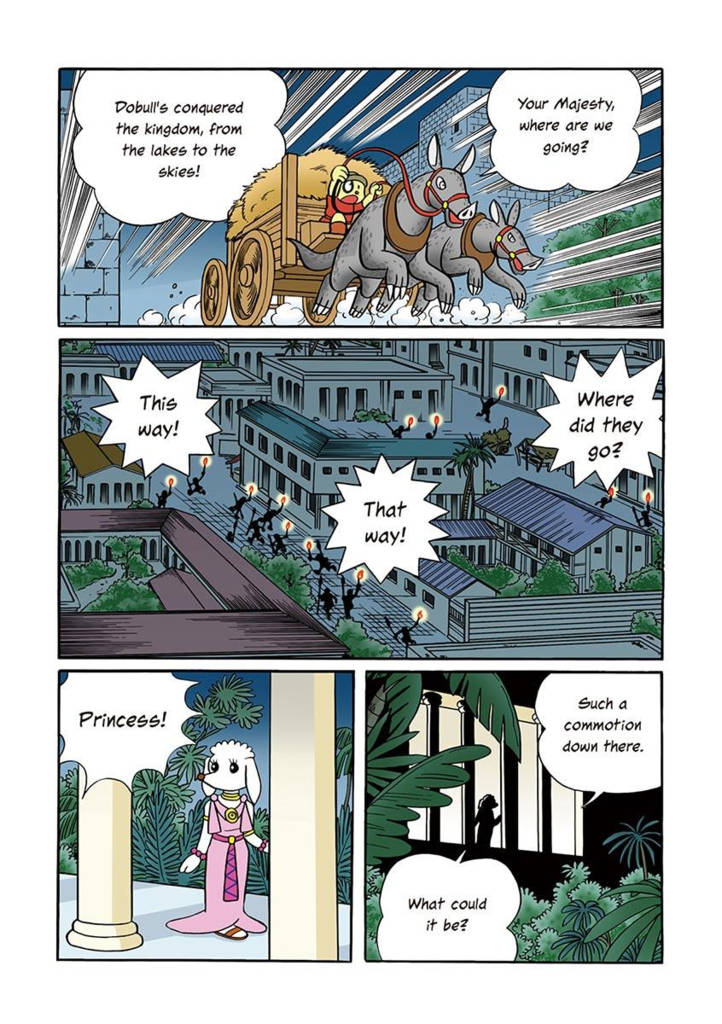 Dobull's conquered
the kingdom, from
the lakes to the
skies!
Your Majesty,
where are we
going?
This
way!
Where
did they
go?
That
way!
Princess!
Such a
commotion
down there.
What could
it be?